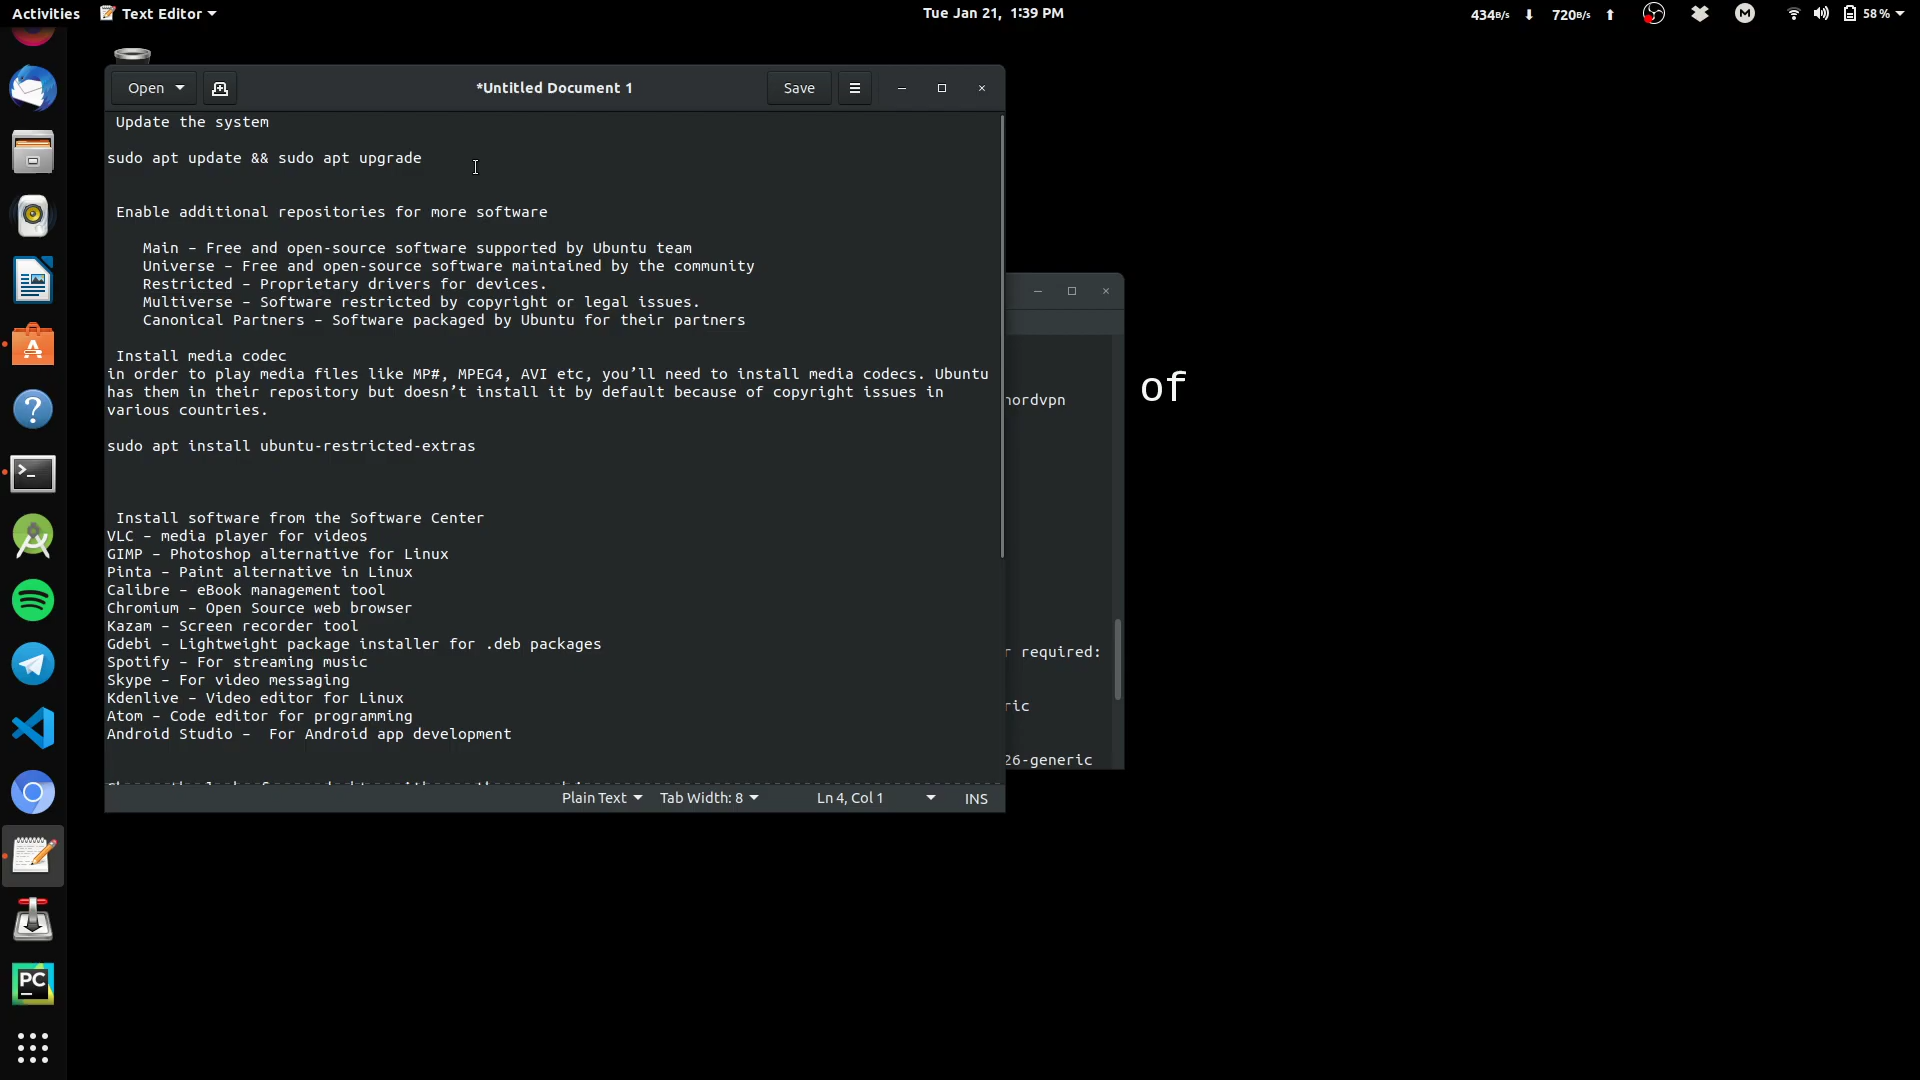 Activities Text Editor Tue Jan 21, 1:39 PM 434B/s 720B/s M 58 %
Open *Untitled Document 1 Save
 Update the system
sudo apt update && sudo apt upgrade
 Enable additional repositories for more software
    Main – Free and open-source software supported by Ubuntu team
    Universe – Free and open-source software maintained by the community
    Restricted – Proprietary drivers for devices.
    Multiverse – Software restricted by copyright or legal issues.
    Canonical Partners – Software packaged by Ubuntu for their partners
 Install media codec
in order to play media files like MP#, MPEG4, AVI etc, you’ll need to install media codecs. Ubuntu
has them in their repository but doesn’t install it by default because of copyright issues in
various countries.
sudo apt install ubuntu-restricted-extras
 Install software from the Software Center
VLC – media player for videos
GIMP – Photoshop alternative for Linux
Pinta – Paint alternative in Linux
Calibre – eBook management tool
Chromium – Open Source web browser
Kazam – Screen recorder tool
Gdebi – Lightweight package installer for .deb packages
Spotify – For streaming music
Skype – For video messaging
Kdenlive – Video editor for Linux
Atom – Code editor for programming
Android Studio –  For Android app development
Plain Text Tab Width: 8 Ln 4, Col 1 INS
nordvpn
r required:
ric
26-generic
of
PC